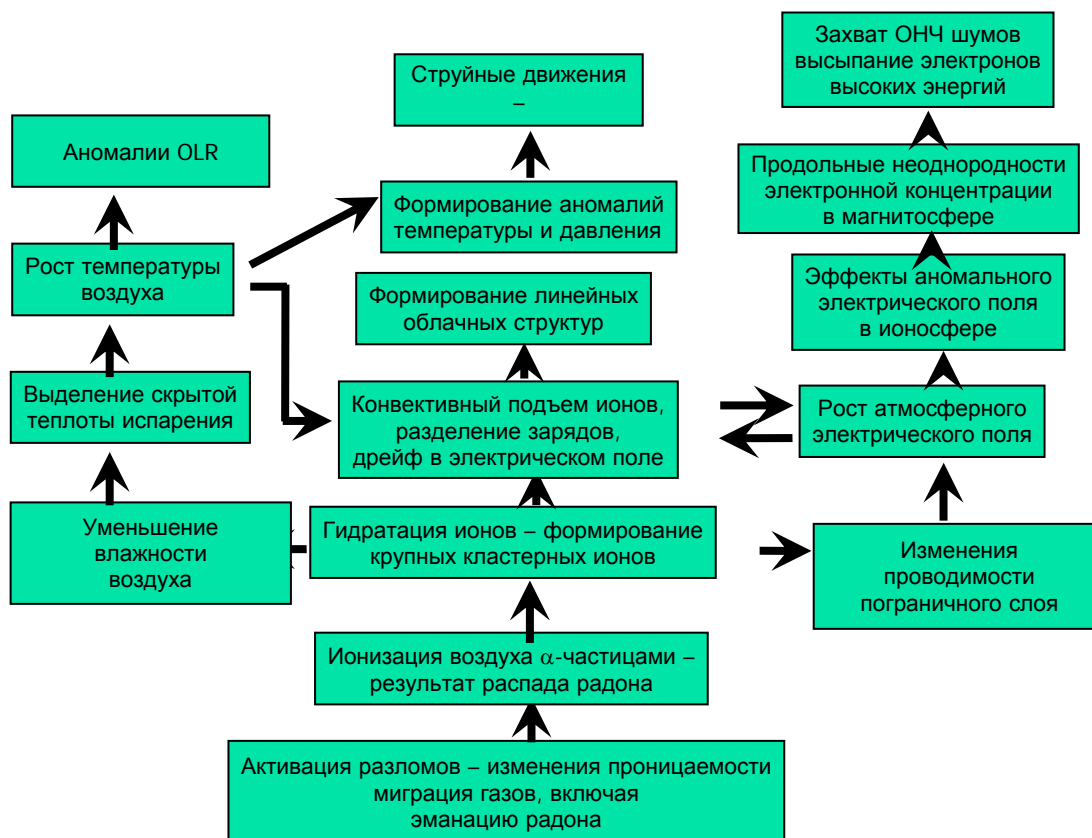 Захват ОНЧ шумов
высыпание электронов
высоких энергий
Струйные движения
–
Аномалии OLR
Продольные неоднородности
электронной концентрации
в магнитосфере
Формирование аномалий
температуры и давления
Рост температуры
воздуха
Эффекты аномального
электрического поля
в ионосфере
Формирование линейных
облачных структур
Выделение скрытой
теплоты испарения
Конвективный подъем ионов,
разделение зарядов,
дрейф в электрическом поле
Рост атмосферного
электрического поля
Уменьшение
влажности
воздуха
Гидратация ионов – формирование
крупных кластерных ионов
Изменения
проводимости
пограничного слоя
Ионизация воздуха α-частицами –
результат распада радона
Активация разломов – изменения проницаемости
миграция газов, включая
эманацию радона